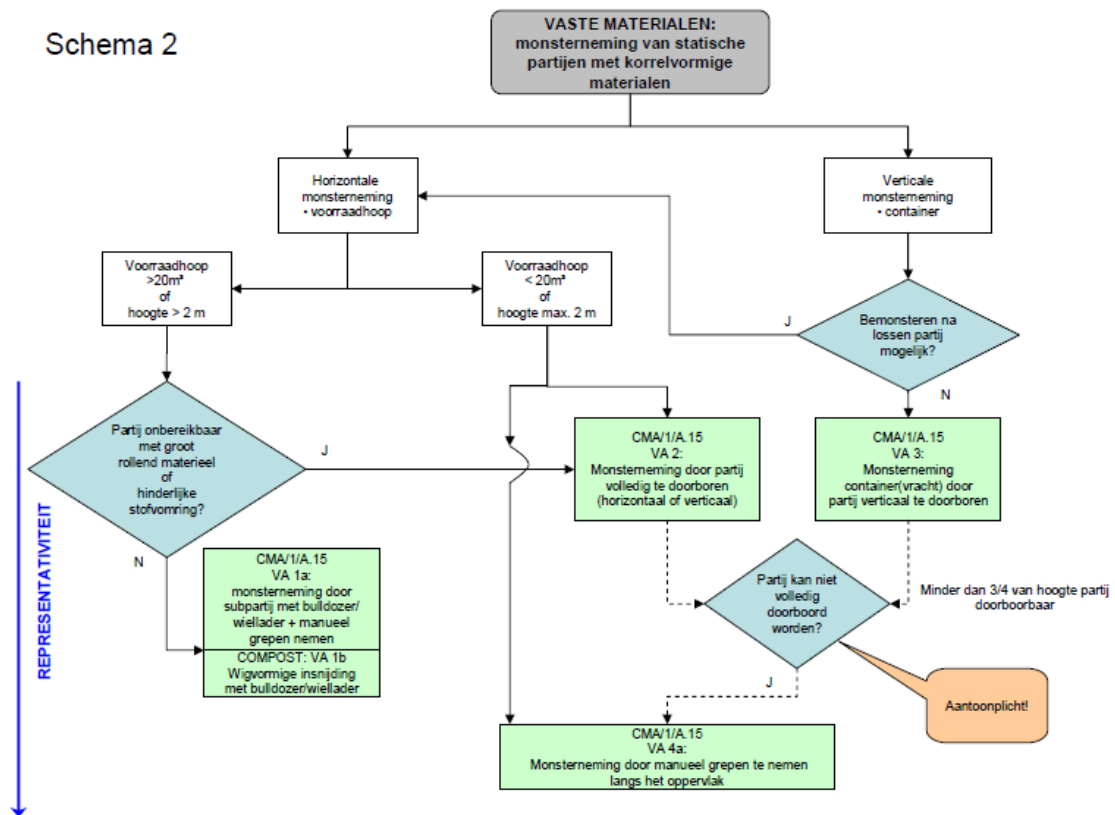 Schema 2
VASTE MATERIALEN:
monsterneming van statische
partijen met korrelvormige
materialen
Horizontale
monsterneming
▪ voorraadhoop
Verticale
monsterneming
▪ container
Voorraadhoop
>20m³
of
hoogte > 2 m
Voorraadhoop
< 20m³
of
hoogte max. 2 m
J
Bemonsteren na
lossen partij
mogelijk?
N
Partij onbereikbaar
met groot
rollend materieel
of
hinderlijke
stofvomring?
J
N
CMA/1/A.15
VA 2:
Monsterneming door partij
volledig te doorboren
(horizontaal of verticaal)
CMA/1/A.15
VA 3:
Monsterneming
container(vracht) door
partij verticaal te doorboren
CMA/1/A.15
VA 1a:
monsterneming door
subpartij met bulldozer/
wiellader + manueel
grepen nemen
COMPOST: VA 1b
Wigvormige insnijding
met bulldozer/wiellader
Partij kan niet
volledig
doorboord
worden?
Minder dan 3/4 van hoogte partij
doorboorbaar
J
Aantoonplicht!
CMA/1/A.15
VA 4a:
Monsterneming door manueel grepen te nemen
langs het oppervlak
REPRESENTATIVITEIT